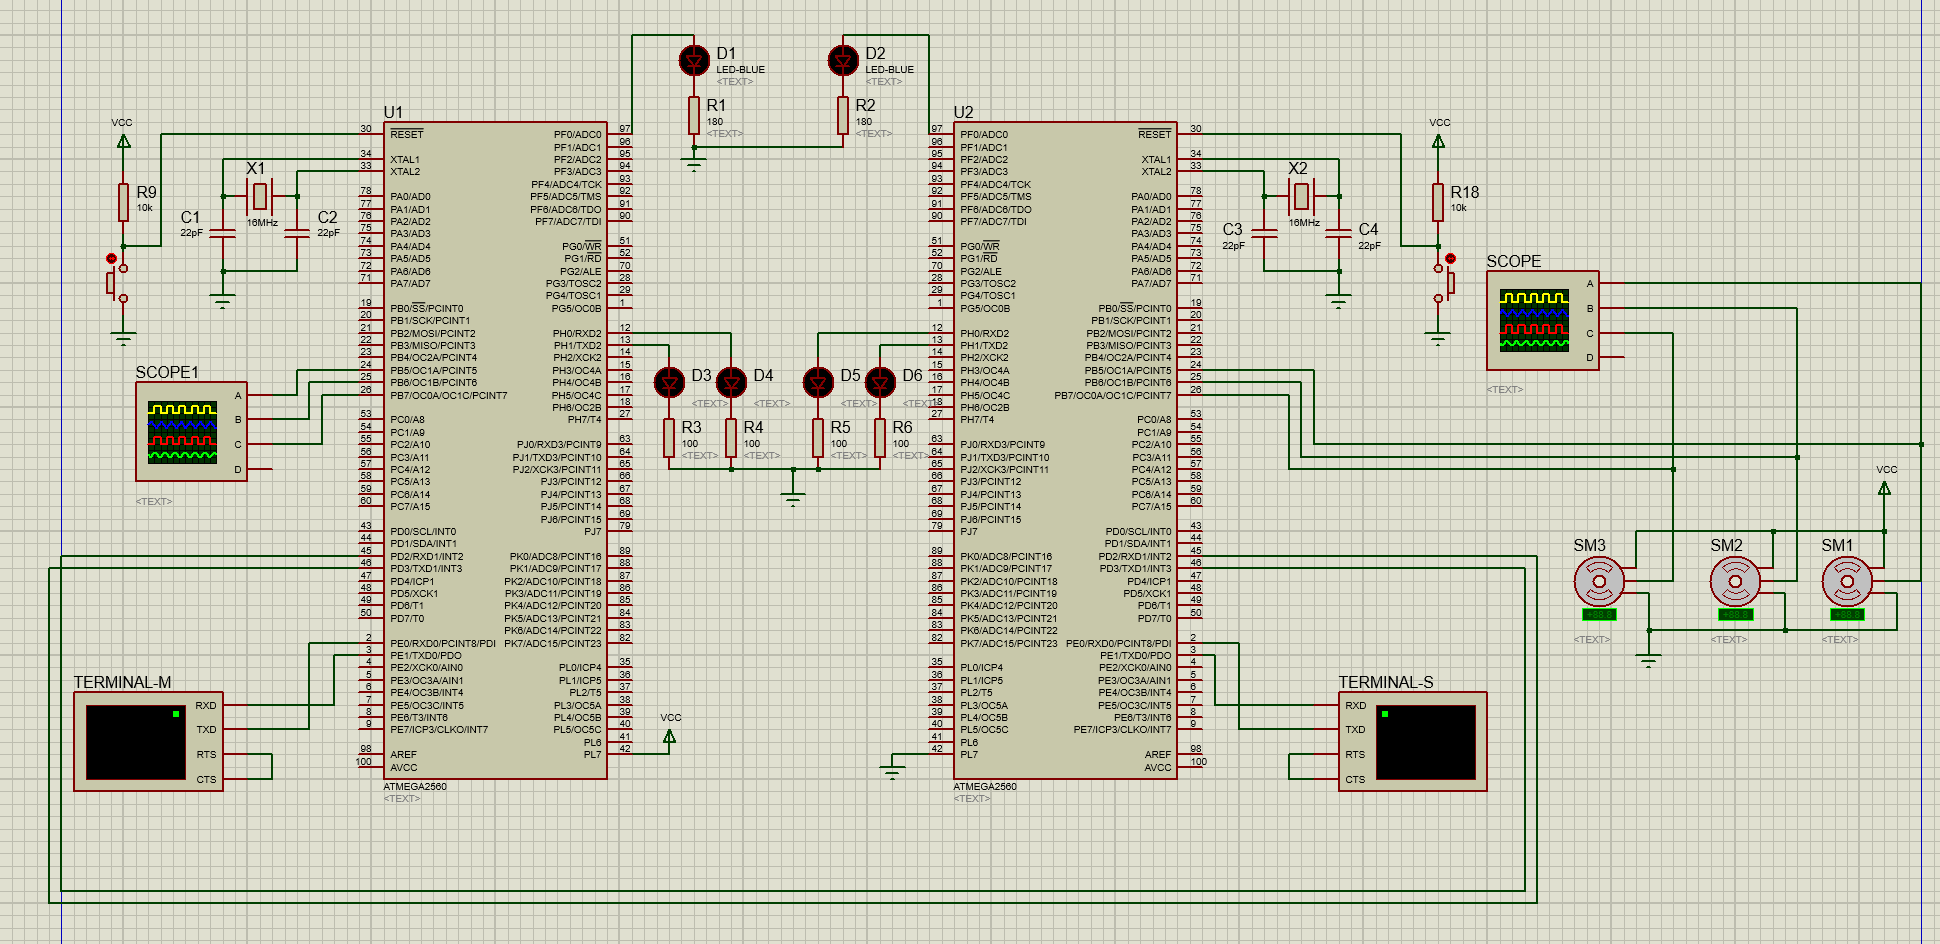 D1
LED-BLUE
<TEXT>
D2
LED-BLUE
<TEXT>
R1
180
<TEXT>
R2
180
<TEXT>
VCC
R9
10k
X1
16MHz
C1
22pF
C2
22pF
SCOPE1
A
B
C
D
<TEXT>
TERMINAL-M
RXD
TXD
RTS
CTS
U1
30 RESET
34 XTAL1
33 XTAL2
78 PA0/AD0
77 PA1/AD1
76 PA2/AD2
75 PA3/AD3
74 PA4/AD4
73 PA5/AD5
72 PA6/AD6
71 PA7/AD7
19 PB0/SS/PCINT0
20 PB1/SCK/PCINT1
21 PB2/MOSI/PCINT2
22 PB3/MISO/PCINT3
23 PB4/OC2A/PCINT4
24 PB5/OC1A/PCINT5
25 PB6/OC1B/PCINT6
26 PB7/OC0A/OC1C/PCINT7
53 PC0/A8
54 PC1/A9
55 PC2/A10
56 PC3/A11
57 PC4/A12
58 PC5/A13
59 PC6/A14
60 PC7/A15
43 PD0/SCL/INT0
44 PD1/SDA/INT1
45 PD2/RXD1/INT2
46 PD3/TXD1/INT3
47 PD4/ICP1
48 PD5/XCK1
49 PD6/T1
50 PD7/T0
2 PE0/RXD0/PCINT8/PDI
3 PE1/TXD0/PDO
4 PE2/XCK0/AIN0
5 PE3/OC3A/AIN1
6 PE4/OC3B/INT4
7 PE5/OC3C/INT5
8 PE6/T3/INT6
9 PE7/ICP3/CLKO/INT7
98 AREF
100 AVCC
PF0/ADC0 97
PF1/ADC1 96
PF2/ADC2 95
PF3/ADC3 94
PF4/ADC4/TCK 93
PF5/ADC5/TMS 92
PF6/ADC6/TDO 91
PF7/ADC7/TDI 90
PG0/WR 51
PG1/RD 52
PG2/ALE 70
PG3/TOSC2 28
PG4/TOSC1 29
PG5/OC0B 1
PH0/RXD2 12
PH1/TXD2 13
PH2/XCK2 14
PH3/OC4A 15
PH4/OC4B 16
PH5/OC4C 17
PH6/OC2B 18
PH7/T4 27
PJ0/RXD3/PCINT9 63
PJ1/TXD3/PCINT10 64
PJ2/XCK3/PCINT11 65
PJ3/PCINT12 66
PJ4/PCINT13 67
PJ5/PCINT14 68
PJ6/PCINT15 69
PJ7 79
PK0/ADC8/PCINT16 89
PK1/ADC9/PCINT17 88
PK2/ADC10/PCINT18 87
PK3/ADC11/PCINT19 86
PK4/ADC12/PCINT20 85
PK5/ADC13/PCINT21 84
PK6/ADC14/PCINT22 83
PK7/ADC15/PCINT23 82
PL0/ICP4 35
PL1/ICP5 36
PL2/T5 37
PL3/OC5A 38
PL4/OC5B 39
PL5/OC5C 40
PL6 41
PL7 42
ATMEGA2560
<TEXT>
VCC
D3
<TEXT>
D4
<TEXT>
D5
<TEXT>
D6
<TEXT>
R3
100
<TEXT>
R4
100
<TEXT>
R5
100
<TEXT>
R6
100
<TEXT>
U2
97 PF0/ADC0
96 PF1/ADC1
95 PF2/ADC2
94 PF3/ADC3
93 PF4/ADC4/TCK
92 PF5/ADC5/TMS
91 PF6/ADC6/TDO
90 PF7/ADC7/TDI
51 PG0/WR
52 PG1/RD
70 PG2/ALE
28 PG3/TOSC2
29 PG4/TOSC1
1 PG5/OC0B
12 PH0/RXD2
13 PH1/TXD2
14 PH2/XCK2
15 PH3/OC4A
16 PH4/OC4B
17 PH5/OC4C
18 PH6/OC2B
27 PH7/T4
63 PJ0/RXD3/PCINT9
64 PJ1/TXD3/PCINT10
65 PJ2/XCK3/PCINT11
66 PJ3/PCINT12
67 PJ4/PCINT13
68 PJ5/PCINT14
69 PJ6/PCINT15
79 PJ7
89 PK0/ADC8/PCINT16
88 PK1/ADC9/PCINT17
87 PK2/ADC10/PCINT18
86 PK3/ADC11/PCINT19
85 PK4/ADC12/PCINT20
84 PK5/ADC13/PCINT21
83 PK6/ADC14/PCINT22
82 PK7/ADC15/PCINT23
35 PL0/ICP4
36 PL1/ICP5
37 PL2/T5
38 PL3/OC5A
39 PL4/OC5B
40 PL5/OC5C
41 PL6
42 PL7
RESET 30
XTAL1 34
XTAL2 33
PA0/AD0 78
PA1/AD1 77
PA2/AD2 76
PA3/AD3 75
PA4/AD4 74
PA5/AD5 73
PA6/AD6 72
PA7/AD7 71
PB0/SS/PCINT0 19
PB1/SCK/PCINT1 20
PB2/MOSI/PCINT2 21
PB3/MISO/PCINT3 22
PB4/OC2A/PCINT4 23
PB5/OC1A/PCINT5 24
PB6/OC1B/PCINT6 25
PB7/OC0A/OC1C/PCINT7 26
PC0/A8 53
PC1/A9 54
PC2/A10 55
PC3/A11 56
PC4/A12 57
PC5/A13 58
PC6/A14 59
PC7/A15 60
PD0/SCL/INT0 43
PD1/SDA/INT1 44
PD2/RXD1/INT2 45
PD3/TXD1/INT3 46
PD4/ICP1 47
PD5/XCK1 48
PD6/T1 49
PD7/T0 50
PE0/RXD0/PCINT8/PDI 2
PE1/TXD0/PDO 3
PE2/XCK0/AIN0 4
PE3/OC3A/AIN1 5
PE4/OC3B/INT4 6
PE5/OC3C/INT5 7
PE6/T3/INT6 8
PE7/ICP3/CLKO/INT7 9
AREF 98
AVCC 100
ATMEGA2560
<TEXT>
X2
16MHz
C3
22pF
C4
22pF
VCC
R18
10k
SCOPE
A
B
C
D
<TEXT>
VCC
SM3
<TEXT>
SM2
<TEXT>
SM1
<TEXT>
TERMINAL-S
RXD
TXD
RTS
CTS